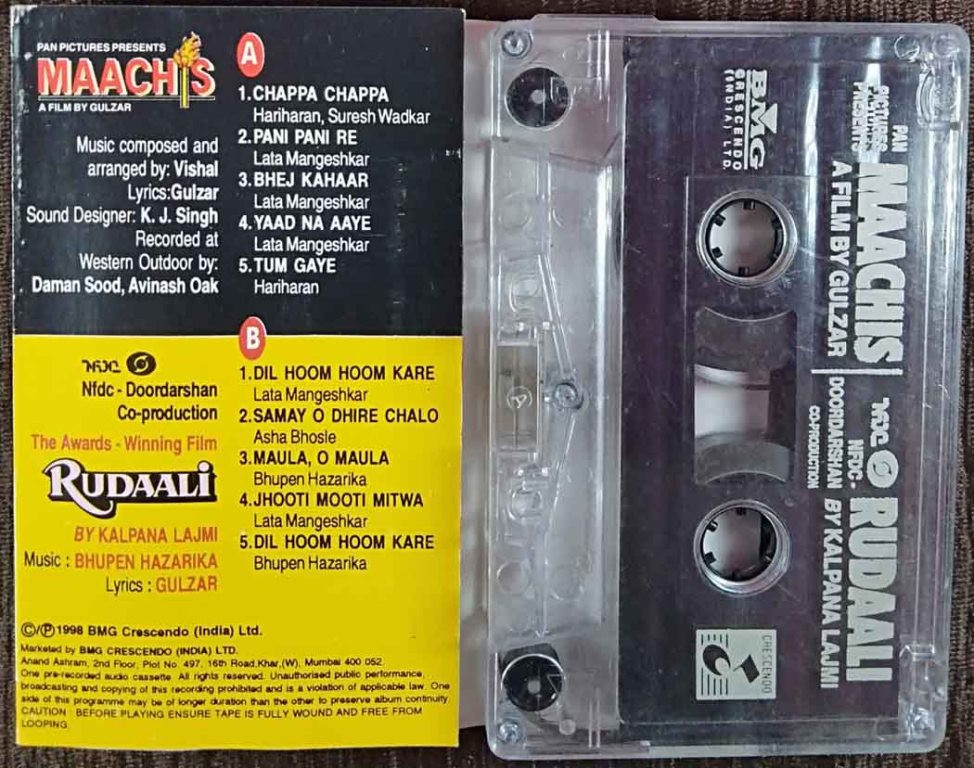 PAN PICTURES PRESENTS
MAACHIS
A FILM BY GULZAR
Music composed and
arranged by: Vishal
Lyrics:Gulzar
Sound Designer: K. J. Singh
Recorded at
Western Outdoor by:
Daman Sood, Avinash Oak
A
1.CHAPPA CHAPPA
Hariharan, Suresh Wadkar
2.PANI PANI RE
Lata Mangeshkar
3.BHEJ KAHAAR
Lata Mangeshkar
4.YAAD NA AAYE
Lata Mangeshkar
5.TUM GAYE
Hariharan
Nfdc - Doordarshan
Co-production
The Awards - Winning Film
RUDAALi
BY KALPANA LAJMI
Music : BHUPEN HAZARIKA
Lyrics : GULZAR
B
1.DIL HOOM HOOM KARE
Lata Mangeshkar
2.SAMAY O DHIRE CHALO
Asha Bhosle
3.MAULA, O MAULA
Bhupen Hazarika
4.JHOOTI MOOTI MITWA
Lata Mangeshkar
5.DIL HOOM HOOM KARE
Bhupen Hazarika
©/℗1998 BMG Crescendo (India) Ltd.
Marketed by BMG CRESCENDO (INDIA) LTD.
Anand Ashram, 2nd Floor, Plot No. 497, 16th Road,Khar,(W), Mumbai 400 052
One pre-recorded audio cassette. All rights reserved. Unauthorised public performance,
broadcasting and copying of this recording prohibited and is a violation of applicable law. One
side of this programme may be of longer duration than the other to preserve album continuity
CAUTION : BEFORE PLAYING ENSURE TAPE IS FULLY WOUND AND FREE FROM
LOOPING.
BMG
CRESCENDO
(INDIA) LTD.
PAN
PICTURES
PRESENTS
MAACHIS
A FILM BY GULZAR
NFDC-
DOORDARSHAN
CO-PRODUCTION
RUDAALI
BY KALPANA LAJMI
CRESCENDO